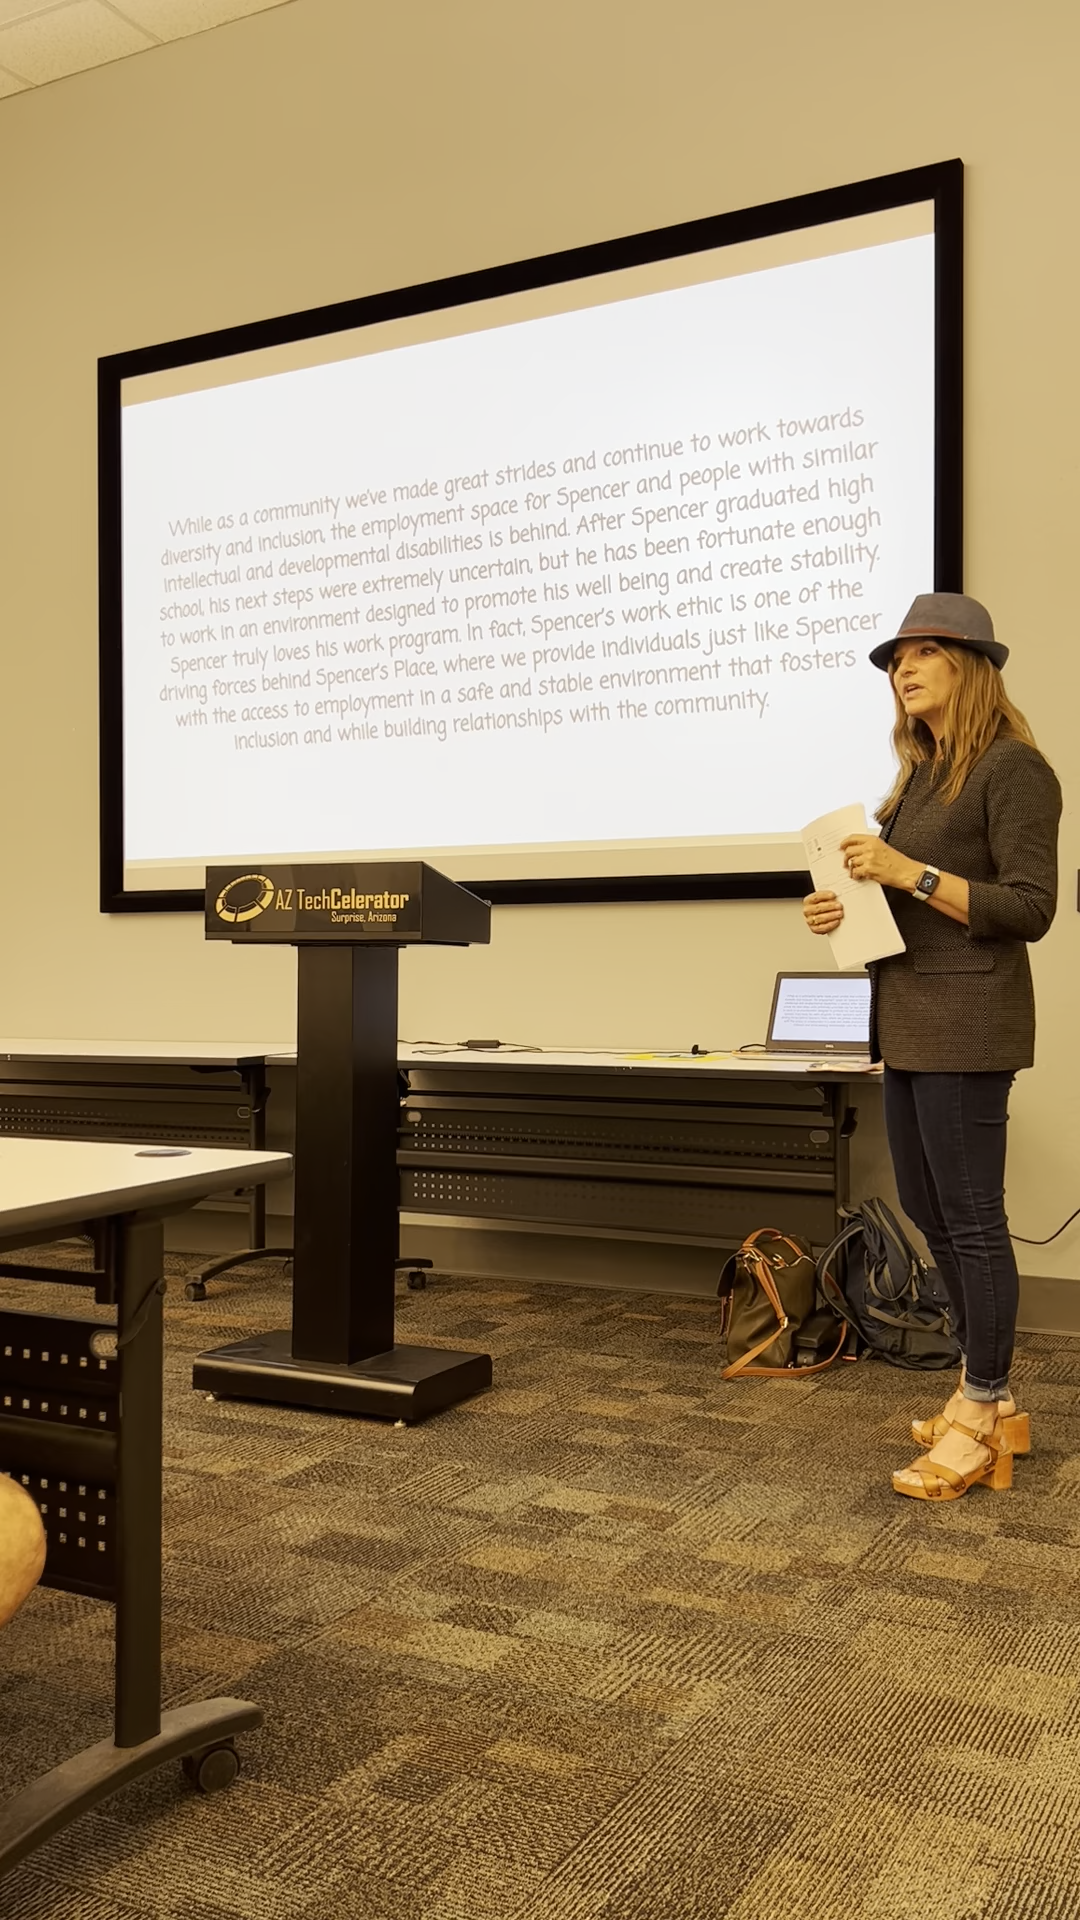 While as a community we've made great strides and continue to work towards
diversity and inclusion, the employment space for Spencer and people with similar
intellectual and developmental disabilities is behind. After Spencer graduated high
school, his next steps were extremely uncertain, but he has been fortunate enough
to work in an environment designed to promote his well being and create stability.
Spencer truly loves his work program. In fact, Spencer's work ethic is one of the
driving forces behind Spencer's Place, where we provide individuals just like Spencer
with the access to employment in a safe and stable environment that fosters
inclusion and while building relationships with the community.
AZ TechCelerator
Surprise, Arizona